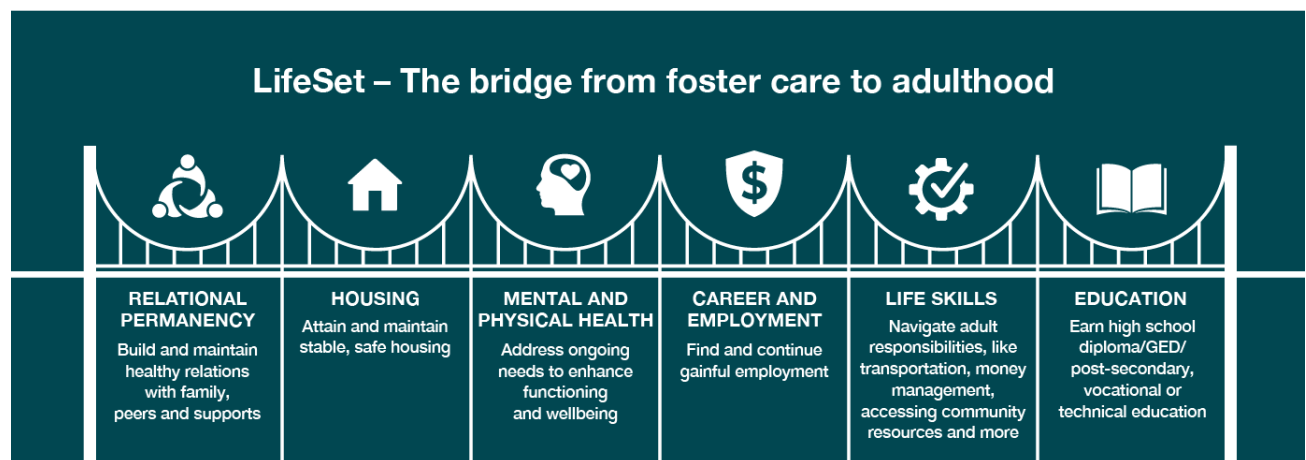 LifeSet – The bridge from foster care to adulthood
$
RELATIONAL
PERMANENCY
Build and maintain
healthy relations
with family,
peers and supports
HOUSING
Attain and maintain
stable, safe housing
MENTAL AND
PHYSICAL HEALTH
Address ongoing
needs to enhance
functioning
and wellbeing
CAREER AND
EMPLOYMENT
Find and continue
gainful employment
LIFE SKILLS
Navigate adult
responsibilities, like
transportation, money
management,
accessing community
resources and more
EDUCATION
Earn high school
diploma/GED/
post-secondary,
vocational or
technical education